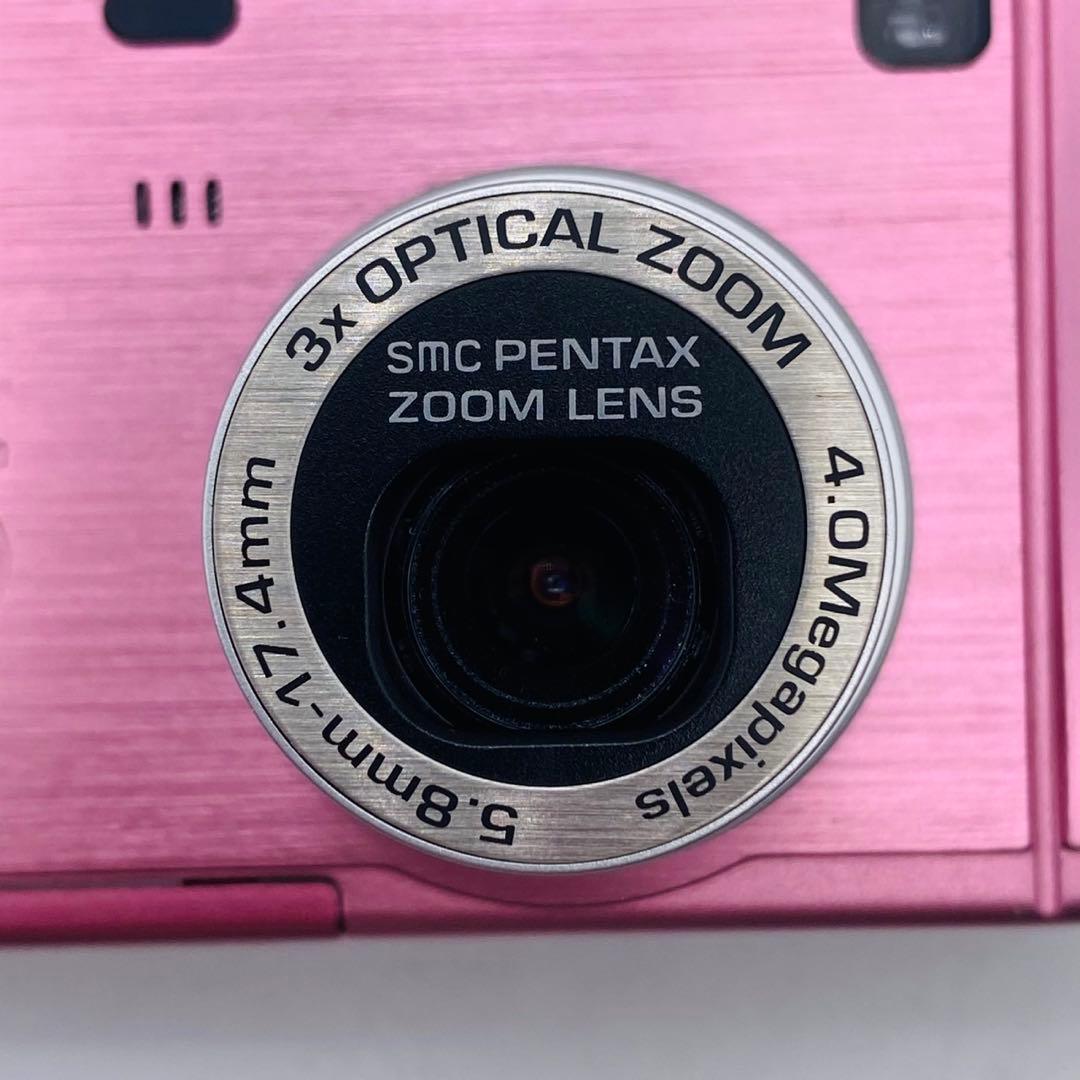 3x OPTICAL ZOOM
smc PENTAX
ZOOM LENS
4.0Megapixels
5.8mm-17.4mm